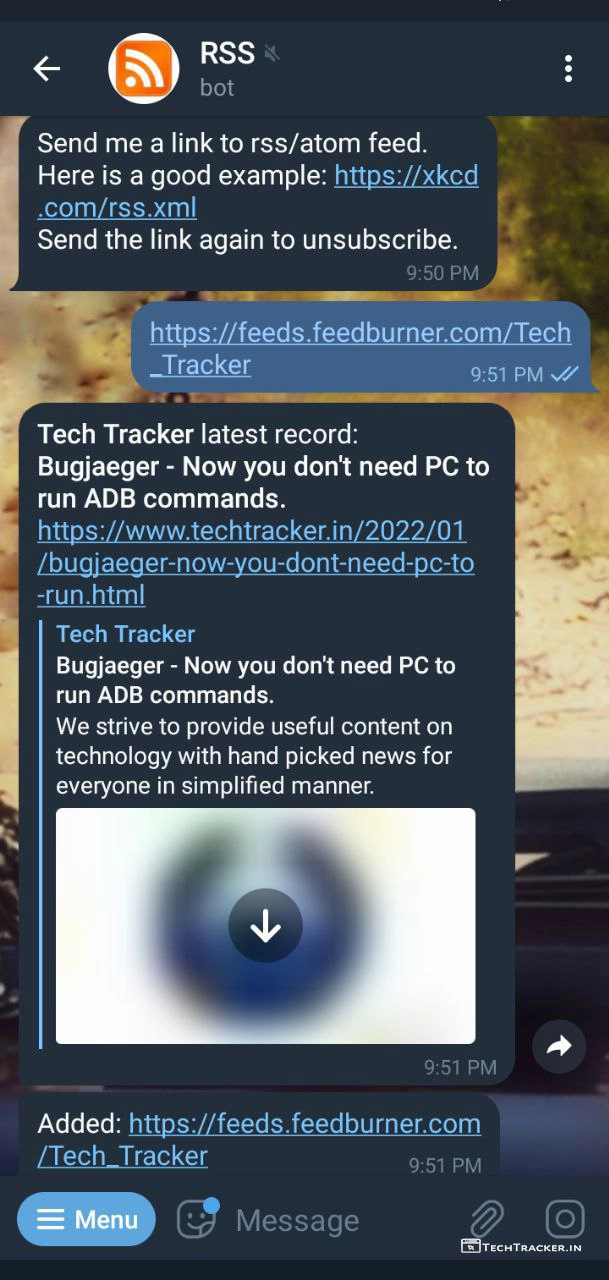 RSS
bot
Send me a link to rss/atom feed.
Here is a good example: https://xkcd
.com/rss.xml
Send the link again to unsubscribe.
9:50 PM
https://feeds.feedburner.com/Tech
_Tracker
9:51 PM
Tech Tracker latest record:
Bugjaeger - Now you don't need PC to
run ADB commands.
https://www.techtracker.in/2022/01
/bugjaeger-now-you-dont-need-pc-to
-run.html
Tech Tracker
Bugjaeger - Now you don't need PC to
run ADB commands.
We strive to provide useful content on
technology with hand picked news for
everyone in simplified manner.
9:51 PM
Added: https://feeds.feedburner.com
/Tech_Tracker
9:51 PM
Menu
Message
TECHTRACKER.IN